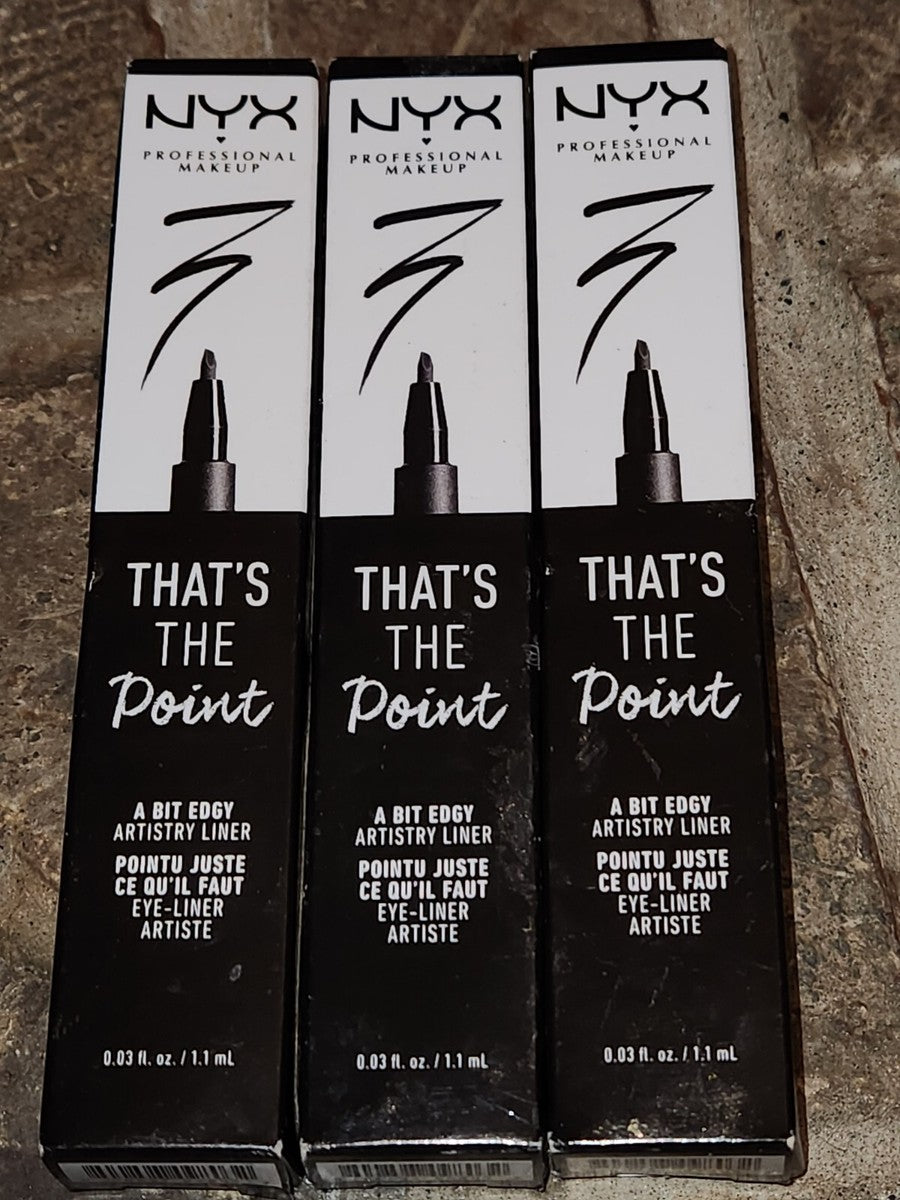 NYX
PROFESSIONAL
MAKEUP
THAT'S
THE
Point
A BIT EDGY
ARTISTRY LINER
POINTU JUSTE
CE QU'IL FAUT
EYE-LINER
ARTISTE
0.03 fl. oz. / 1.1 mL
NYX
PROFESSIONAL
MAKEUP
THAT'S
THE
Point
A BIT EDGY
ARTISTRY LINER
POINTU JUSTE
CE QU'IL FAUT
EYE-LINER
ARTISTE
0.03 fl. oz. / 1.1 mL
NYX
PROFESSIONAL
MAKEUP
THAT'S
THE
Point
A BIT EDGY
ARTISTRY LINER
POINTU JUSTE
CE QU'IL FAUT
EYE-LINER
ARTISTE
0.03 fl. oz. / 1.1 mL